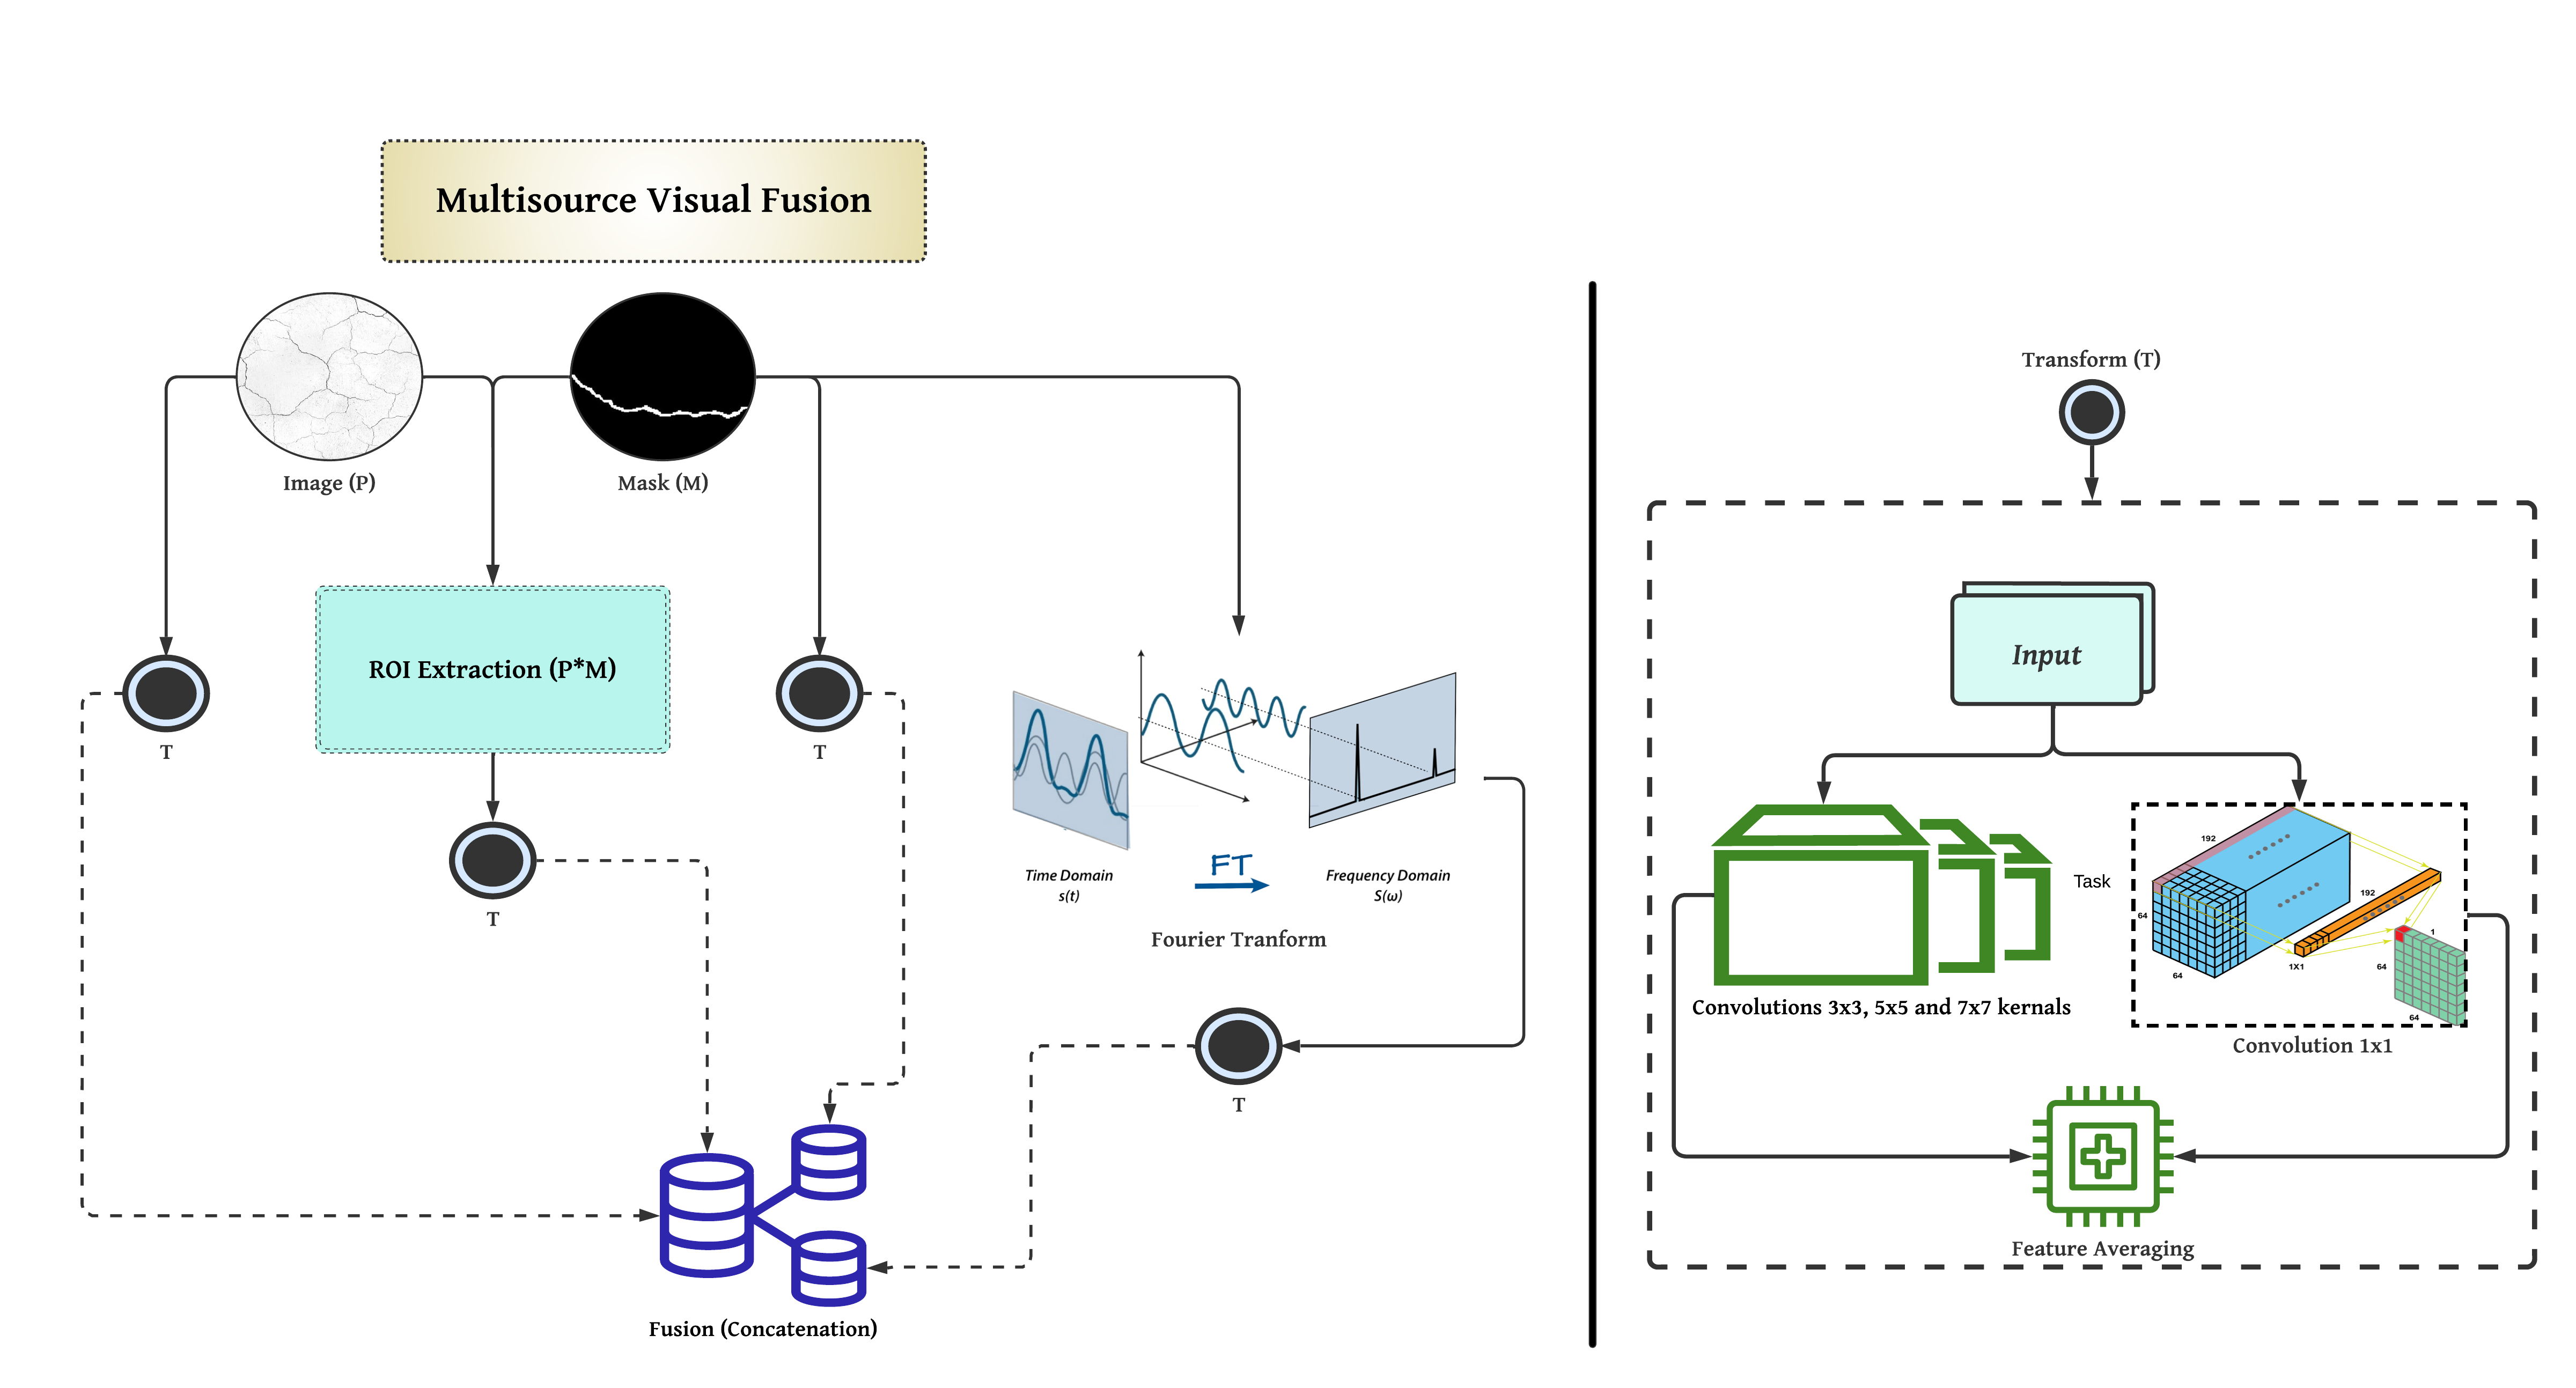 Multisource Visual Fusion
Image (P)
Mask (M)
ROI Extraction (P*M)
T
T
T
Time Domain
s(t)
FT
Frequency Domain
S(ω)
Fourier Tranform
T
Fusion (Concatenation)
Transform (T)
Input
Task
Convolutions 3x3, 5x5 and 7x7 kernals
192
64
64
192
1X1
1
64
64
Convolution 1x1
Feature Averaging